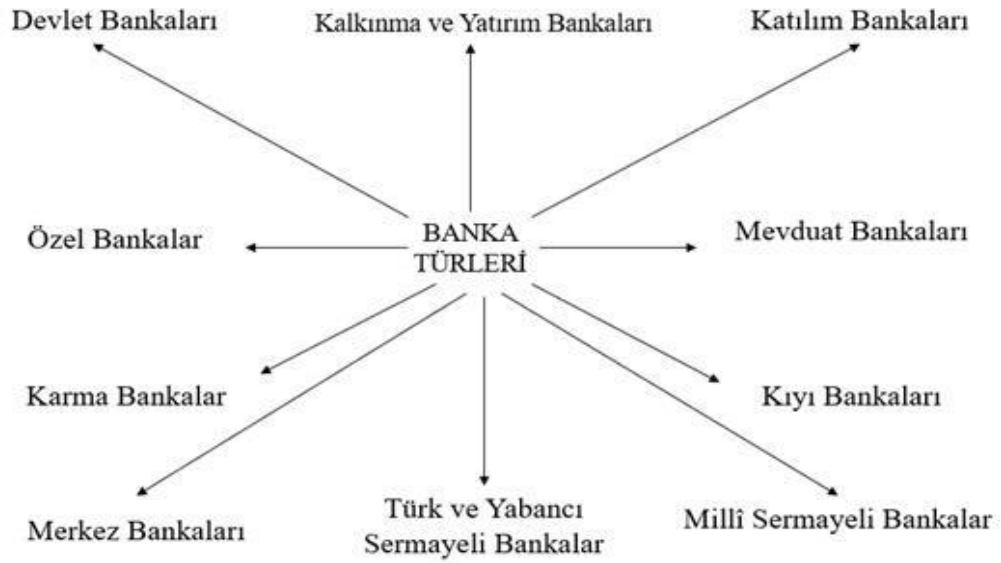 Devlet Bankaları
Kalkınma ve Yatırım Bankaları
Katılım Bankaları
Özel Bankalar
BANKA
TÜRLERİ
Mevduat Bankaları
Karma Bankalar
Kıyı Bankaları
Merkez Bankaları
Türk ve Yabancı
Sermayeli Bankalar
Millî Sermayeli Bankalar